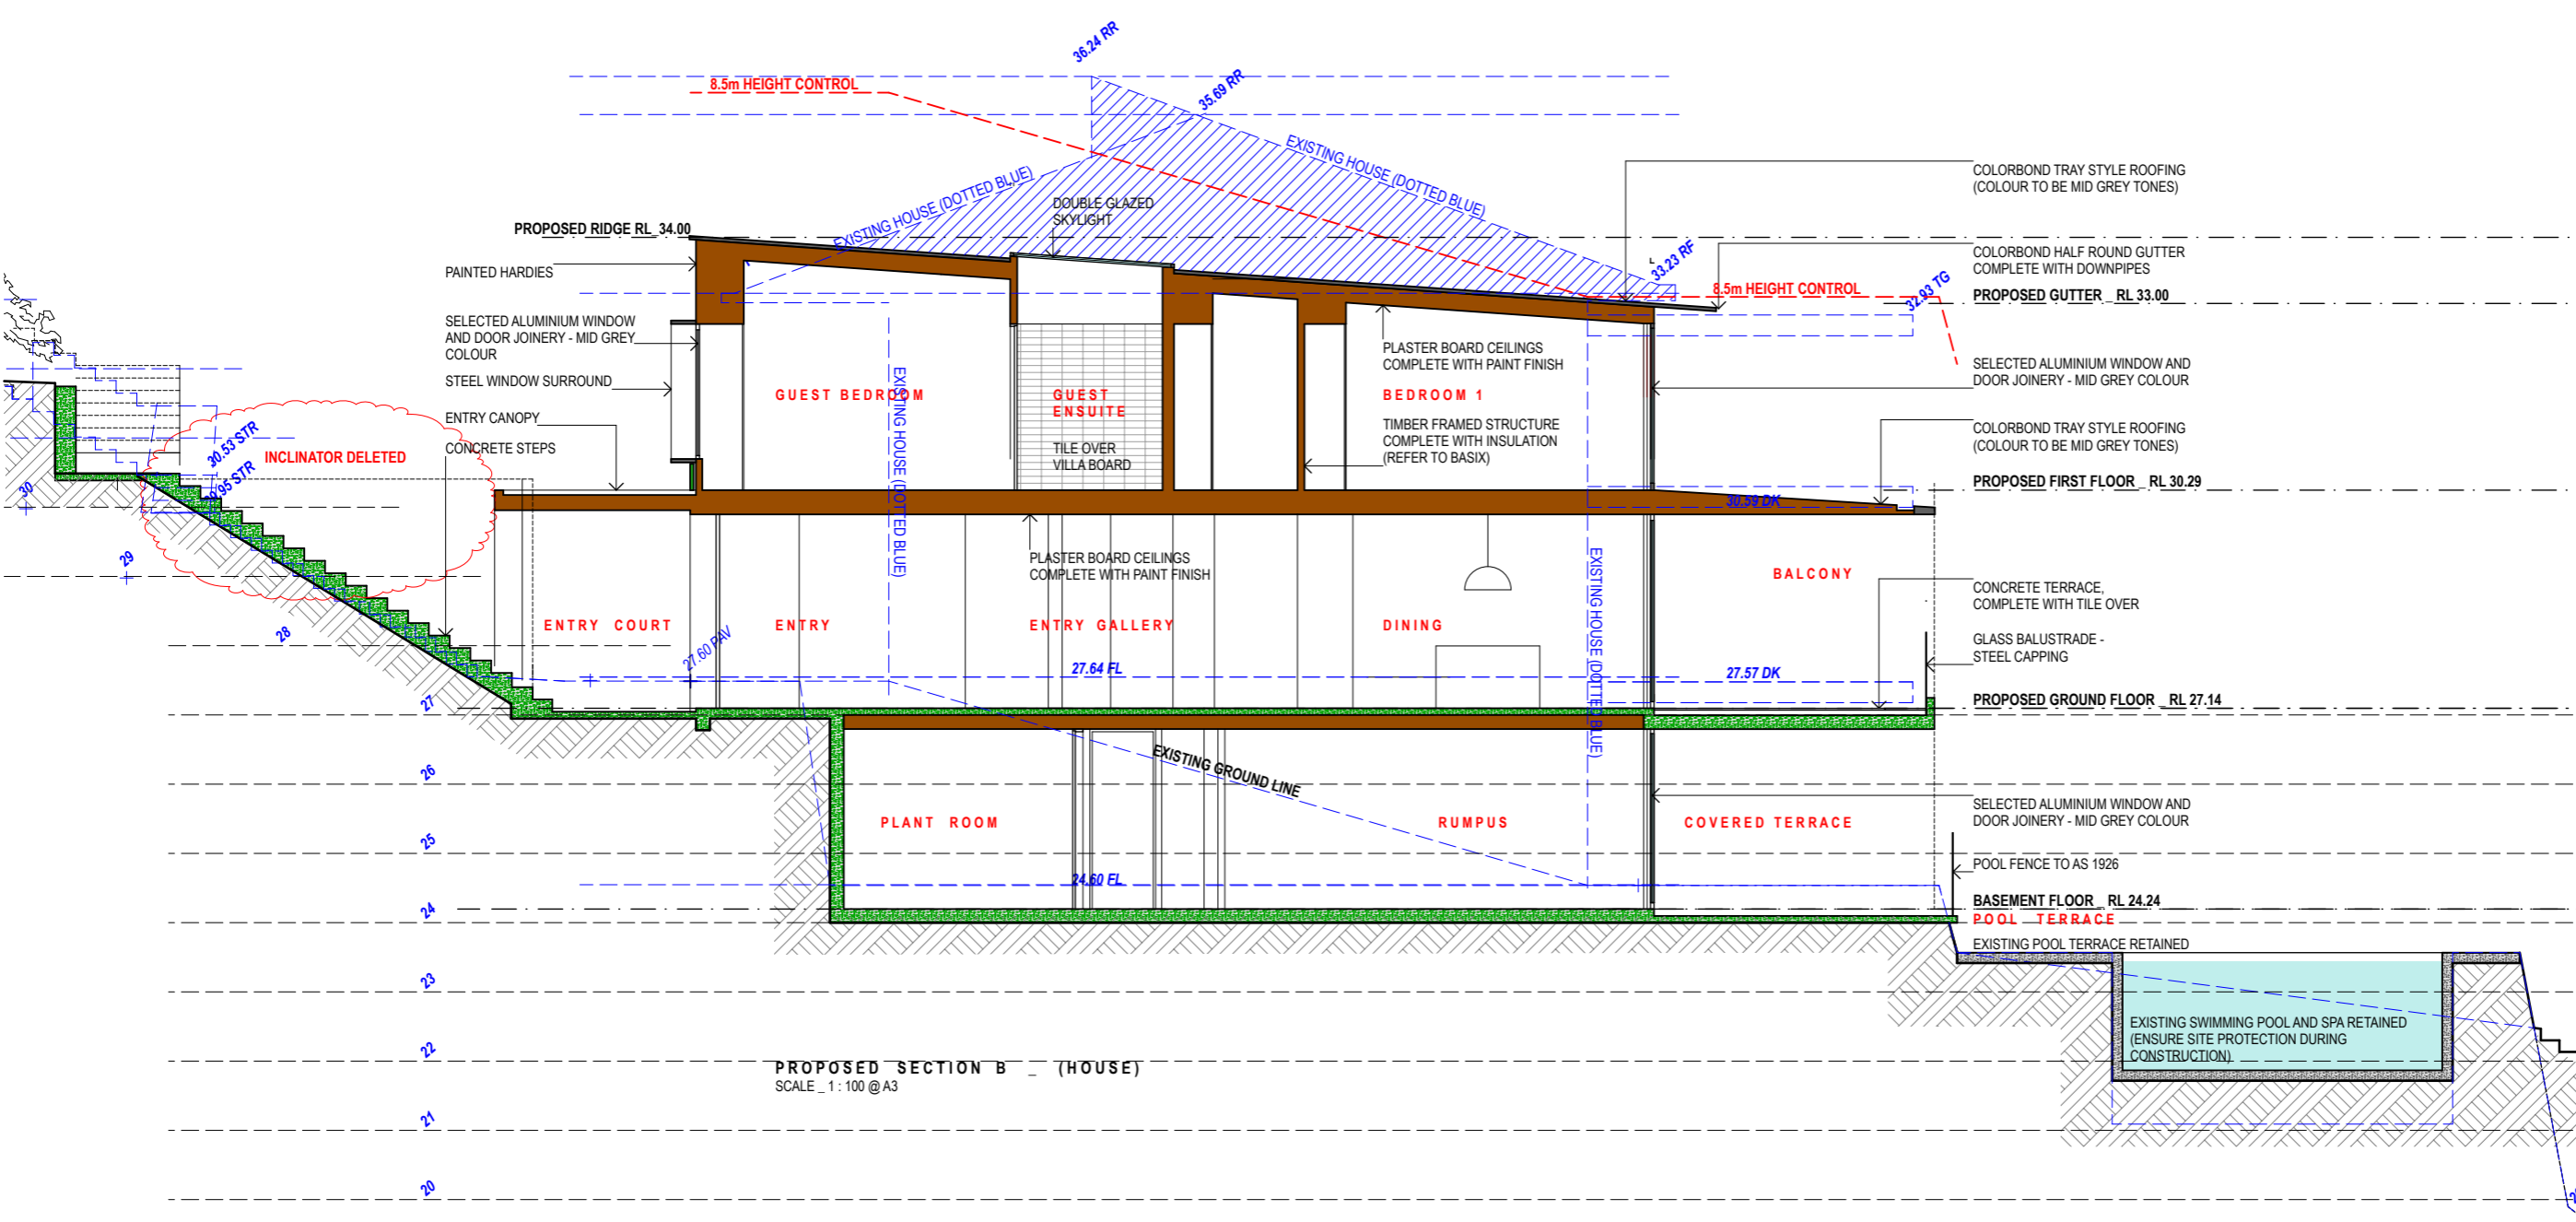 36.24 RR
8.5m HEIGHT CONTROL
35.69 RR
EXISTING HOUSE (DOTTED BLUE)
EXISTING HOUSE (DOTTED BLUE)
COLORBOND TRAY STYLE ROOFING
(COLOUR TO BE MID GREY TONES)
DOUBLE GLAZED
SKYLIGHT
PROPOSED RIDGE RL_34.00
COLORBOND HALF ROUND GUTTER
COMPLETE WITH DOWNPIPES
PAINTED HARDIES
33.23 RF
32.93 TG
8.5m HEIGHT CONTROL
PROPOSED GUTTER _ RL 33.00
SELECTED ALUMINIUM WINDOW
AND DOOR JOINERY - MID GREY
COLOUR
PLASTER BOARD CEILINGS
COMPLETE WITH PAINT FINISH
SELECTED ALUMINIUM WINDOW AND
DOOR JOINERY - MID GREY COLOUR
STEEL WINDOW SURROUND
GUEST BEDROOM
EXISTING HOUSE (DOTTED BLUE)
GUEST
ENSUITE
BEDROOM 1
ENTRY CANOPY
CONCRETE STEPS
TIMBER FRAMED STRUCTURE
COMPLETE WITH INSULATION
(REFER TO BASIX)
COLORBOND TRAY STYLE ROOFING
(COLOUR TO BE MID GREY TONES)
30.53 STR
INCLINATOR DELETED
TILE OVER
VILLA BOARD
29.95 STR
30
PROPOSED FIRST FLOOR _ RL 30.29
30.59 DK
29
PLASTER BOARD CEILINGS
COMPLETE WITH PAINT FINISH
EXISTING HOUSE (DOTTED BLUE)
BALCONY
CONCRETE TERRACE,
COMPLETE WITH TILE OVER
28
ENTRY COURT
ENTRY
ENTRY GALLERY
DINING
GLASS BALUSTRADE -
STEEL CAPPING
27.60 PAV
27.64 FL
27.57 DK
27
PROPOSED GROUND FLOOR _ RL 27.14
26
EXISTING GROUND LINE
25
PLANT ROOM
RUMPUS
COVERED TERRACE
SELECTED ALUMINIUM WINDOW AND
DOOR JOINERY - MID GREY COLOUR
POOL FENCE TO AS 1926
24.60 FL
24
BASEMENT FLOOR _ RL 24.24
POOL TERRACE
EXISTING POOL TERRACE RETAINED
23
22
EXISTING SWIMMING POOL AND SPA RETAINED
(ENSURE SITE PROTECTION DURING
CONSTRUCTION)
PROPOSED SECTION B _ (HOUSE)
SCALE _ 1 : 100 @ A3
21
20